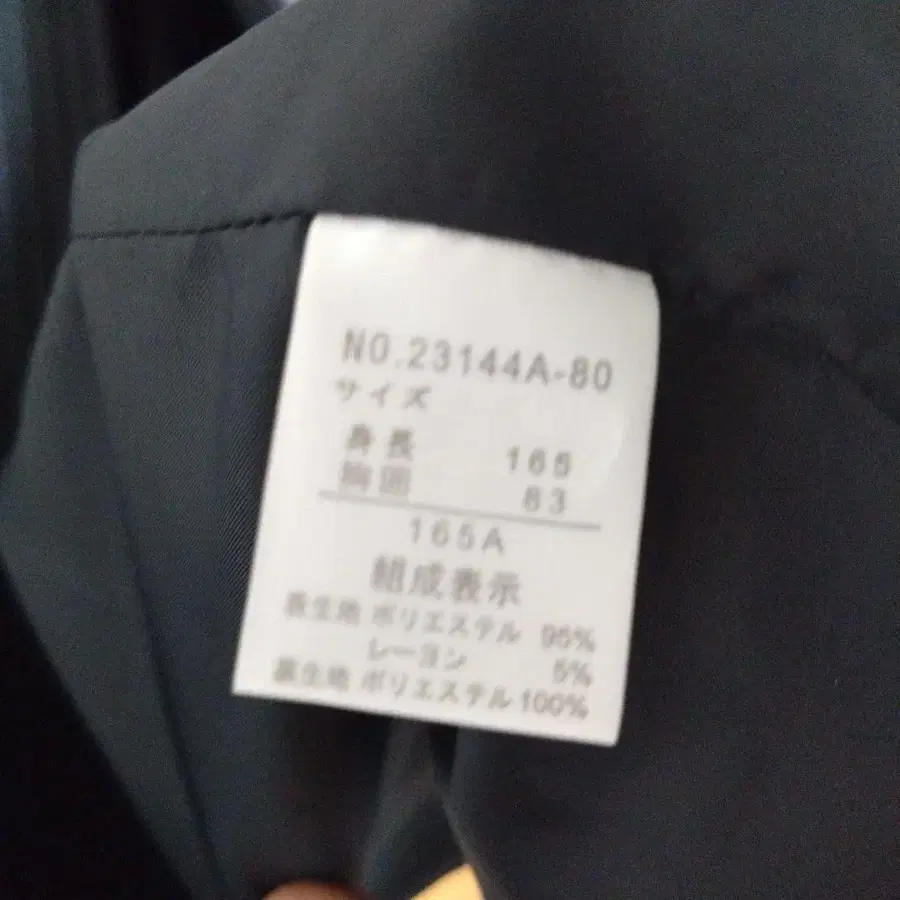 NO.23144A-80
サイズ
身長 165
胸囲 83
165A
組成表示
表生地 ポリエステル 95%
レーヨン 5%
裏生地 ポリエステル 100%